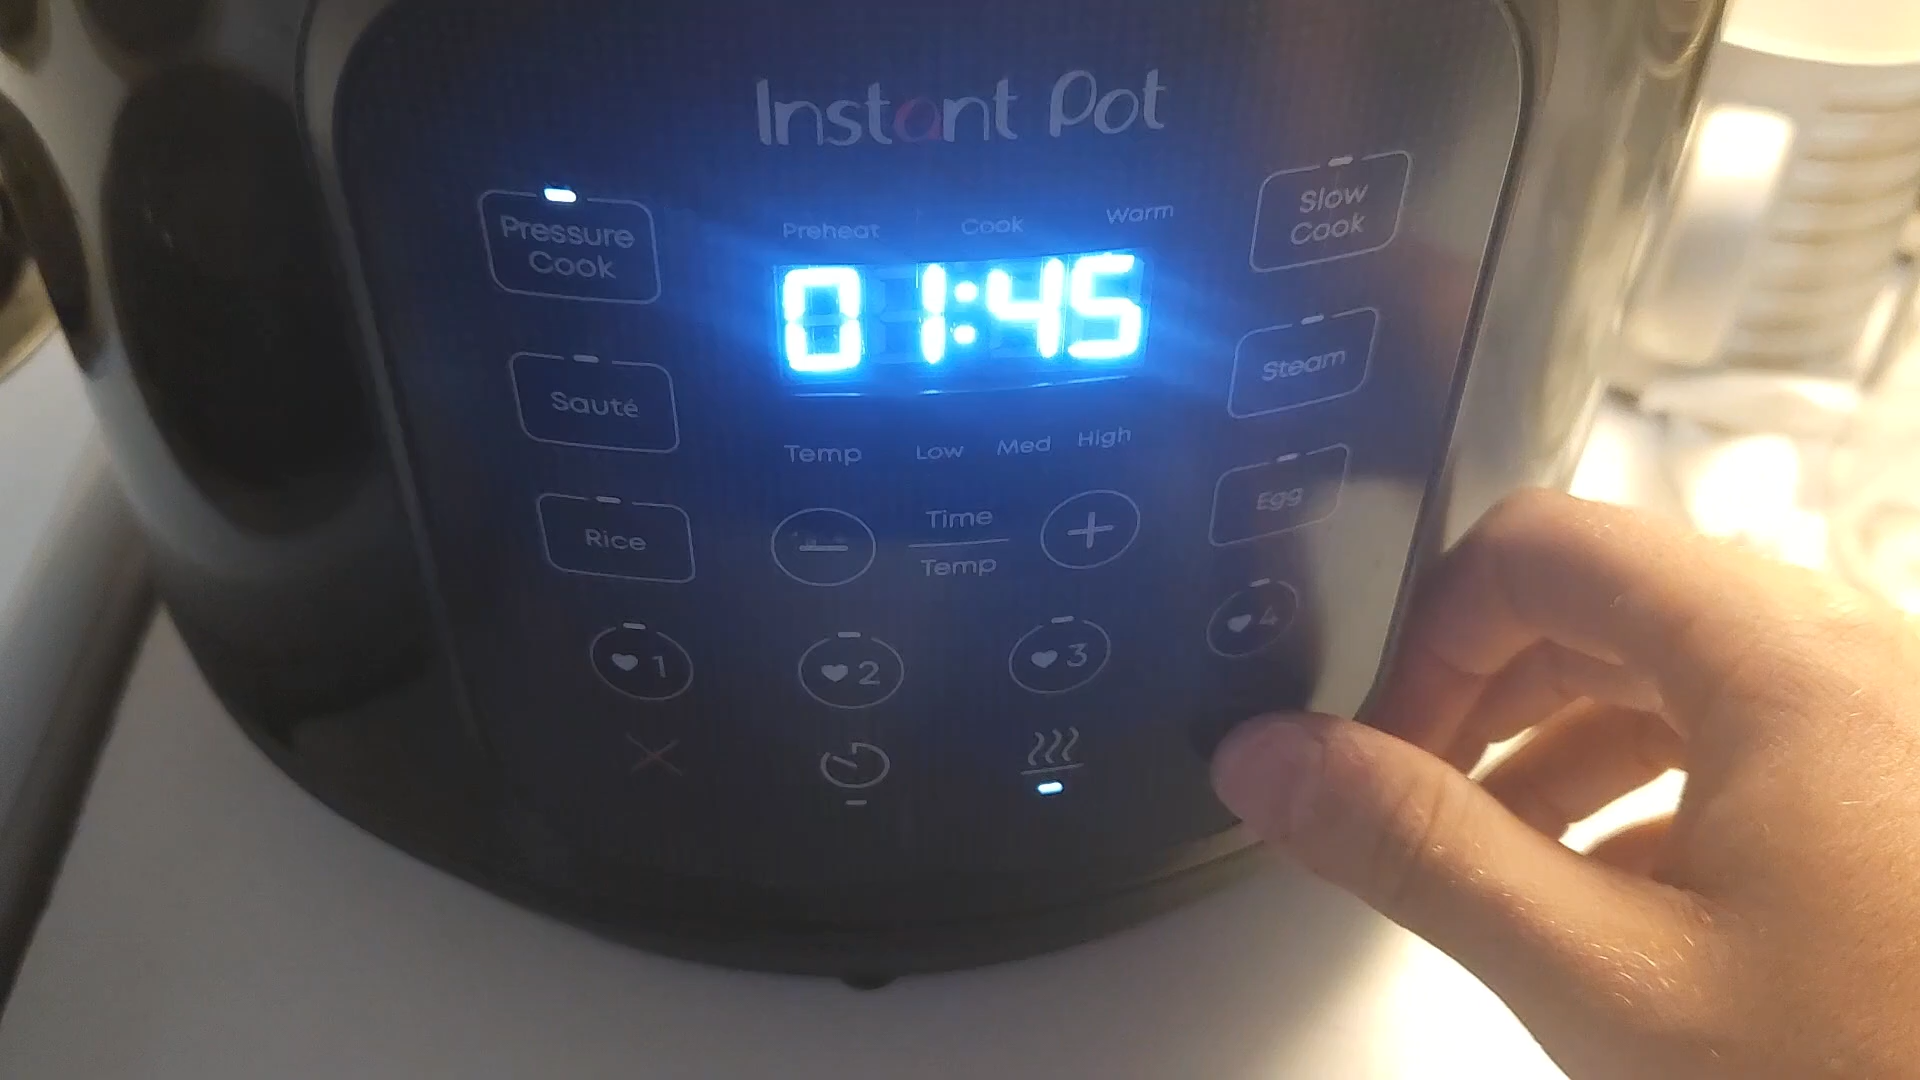 Instant Pot
Pressure
Cook
Preheat
Cook
Warm
Slow
Cook
01:45
Sauté
Steam
Temp
Low
Med
High
Rice
Time
Temp
Egg
1
2
3
4